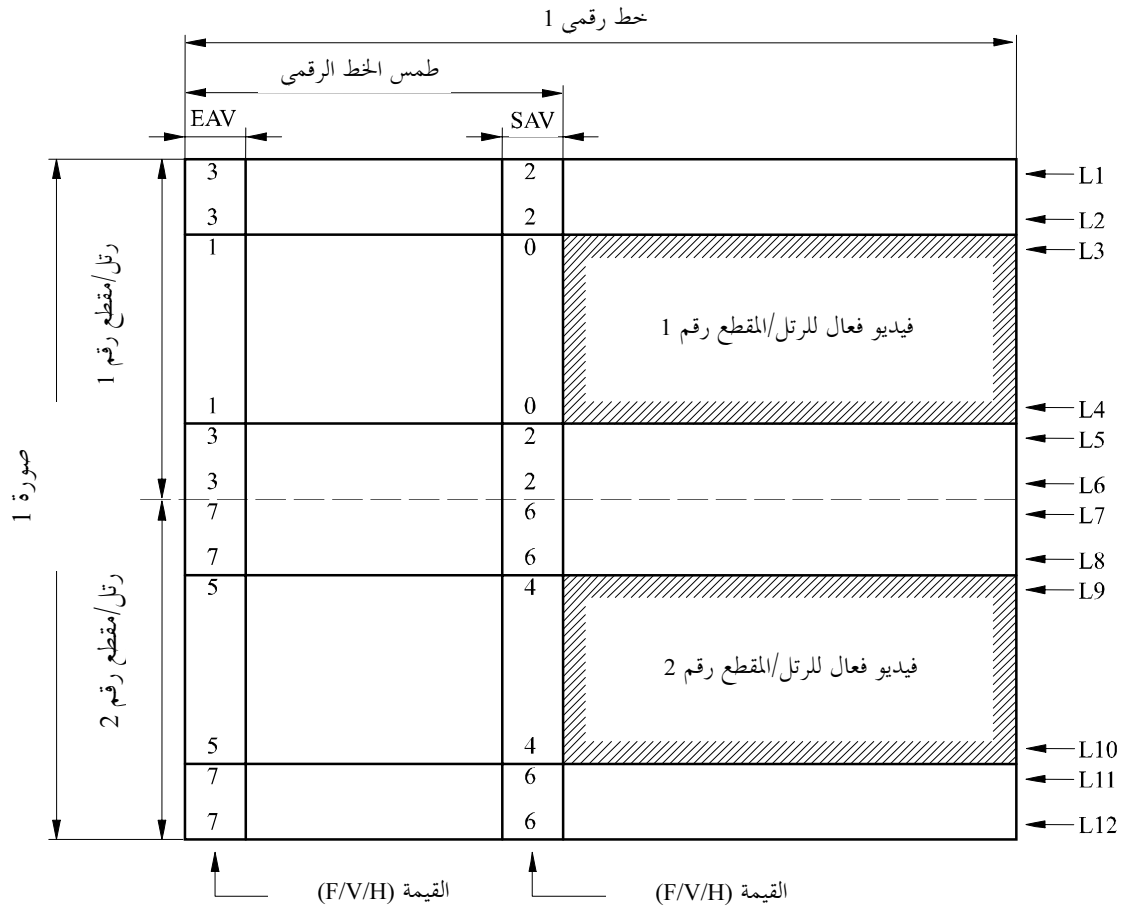 خط رقمى 1
طمس الخط الرقمى
EAV SAV
3 2 L1
3 2 L2
1 0 L3
فيديو فعال للرتل/المقطع رقم 1
1 0 L4
3 2 L5
3 2 L6
7 6 L7
7 6 L8
5 4 L9
فيديو فعال للرتل/المقطع رقم 2
5 4 L10
7 6 L11
7 6 L12
رتل/مقطع رقم 1
صورة 1
رتل/مقطع رقم 2
القيمة (F/V/H)
القيمة (F/V/H)